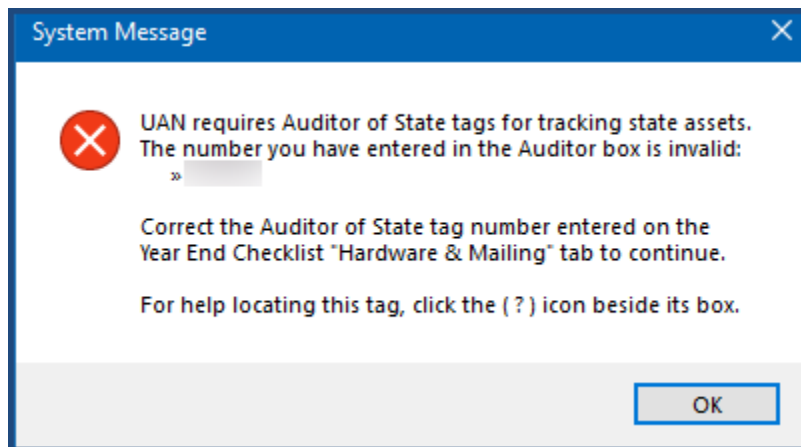 System Message
UAN requires Auditor of State tags for tracking state assets.
The number you have entered in the Auditor box is invalid:
»
Correct the Auditor of State tag number entered on the
Year End Checklist "Hardware & Mailing" tab to continue.
For help locating this tag, click the ( ? ) icon beside its box.
OK